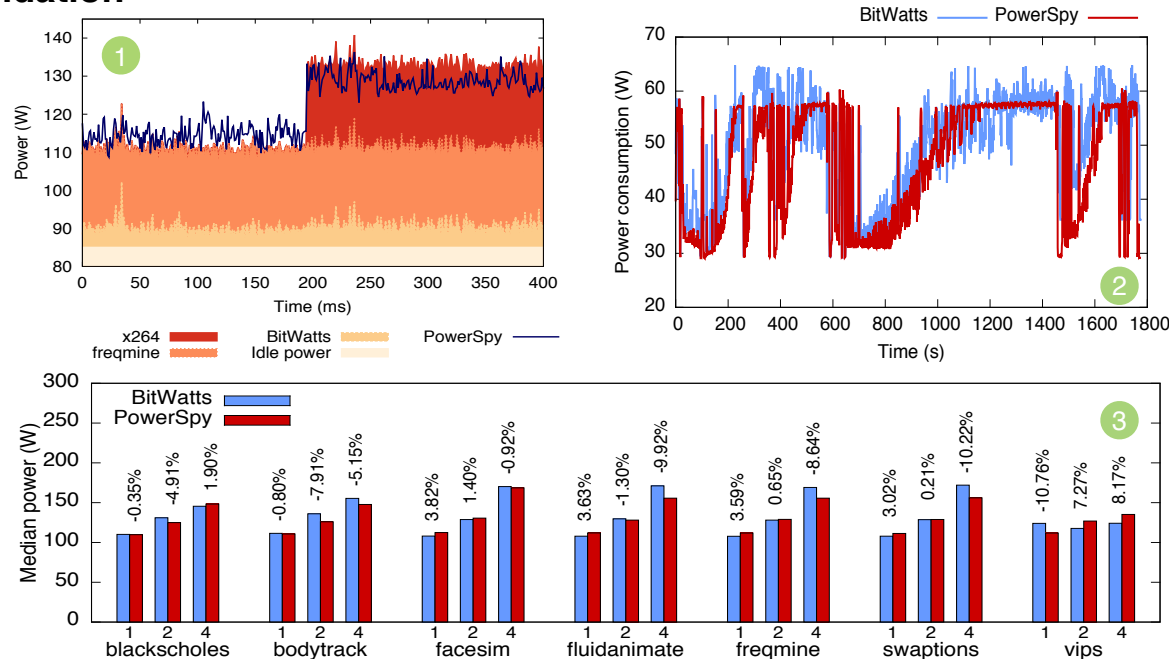 1
Power (W)
140
130
120
110
100
90
80
0 50 100 150 200 250 300 350 400
Time (ms)
x264 BitWatts PowerSpy
freqmine Idle power
BitWatts PowerSpy
2
Power consumption (W)
70
60
50
40
30
20
0 200 400 600 800 1000 1200 1400 1600 1800
Time (s)
3
Median power (W)
300
250
200
150
100
50
0
BitWatts
PowerSpy
-0.35% -4.91% 1.90% -0.80% -7.91% -5.15% 3.82% 1.40% -0.92% 3.63% -1.30% -9.92% 3.59% 0.65% -8.64% 3.02% 0.21% -10.22% -10.76% 7.27% 8.17%
1 2 4 1 2 4 1 2 4 1 2 4 1 2 4 1 2 4 1 2 4
blackscholes bodytrack facesim fluidanimate freqmine swaptions vips